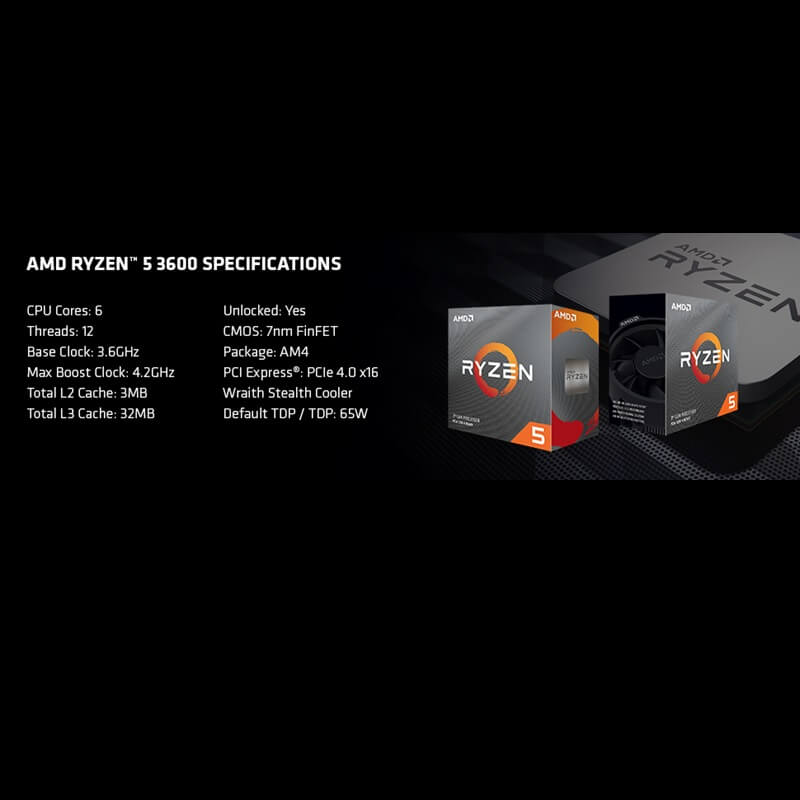 AMD RYZEN™ 5 3600 SPECIFICATIONS
CPU Cores: 6
Threads: 12
Base Clock: 3.6GHz
Max Boost Clock: 4.2GHz
Total L2 Cache: 3MB
Total L3 Cache: 32MB
Unlocked: Yes
CMOS: 7nm FinFET
Package: AM4
PCI Express®: PCIe 4.0 x16
Wraith Stealth Cooler
Default TDP / TDP: 65W
AMD
RYZEN
AMD
RYZEN
5
AMD
AMD
RYZEN
AMD
AMD
AMD
RYZEN
5